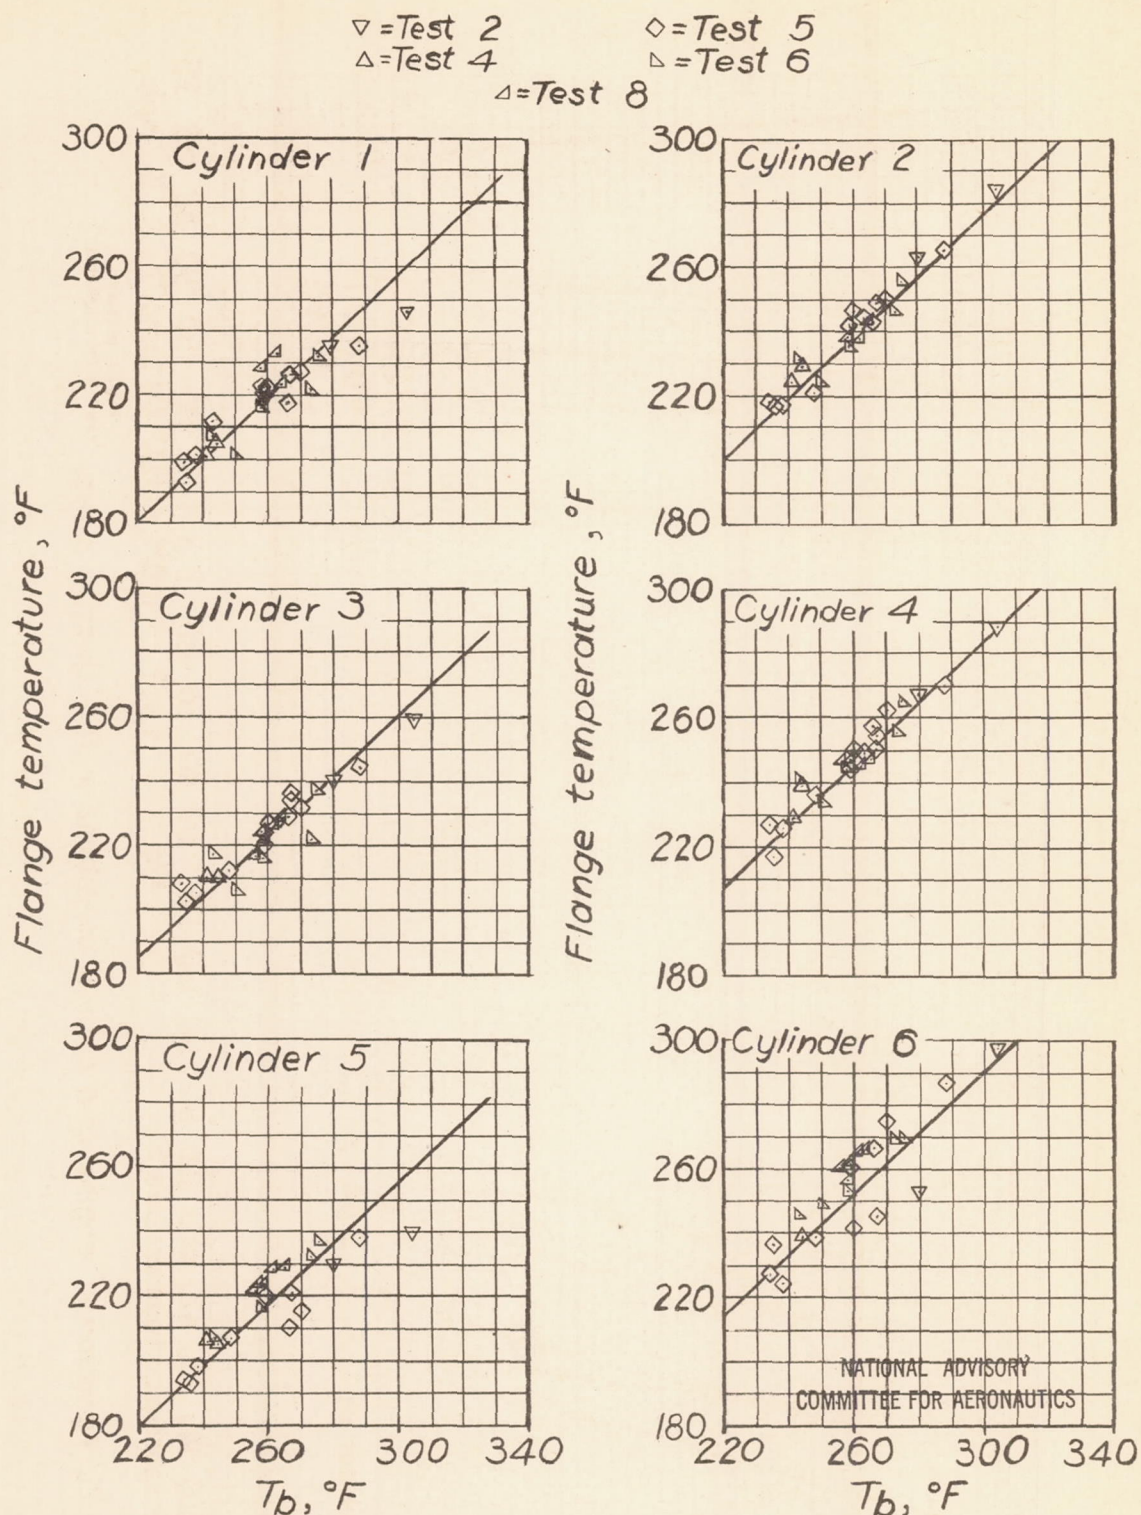 ▽ =Test 2 ◇ = Test 5
△ =Test 4 ◺ = Test 6
◿ =Test 8
300 Cylinder 1
260
220
180
300 Cylinder 2
260
220
180
Flange temperature, °F
Flange temperature, °F
300 Cylinder 3
260
220
180
300 Cylinder 4
260
220
180
300 Cylinder 5
260
220
180
220 260 300 340
Tb, °F
300 Cylinder 6
260
220
NATIONAL ADVISORY
COMMITTEE FOR AERONAUTICS
180
220 260 300 340
Tb, °F